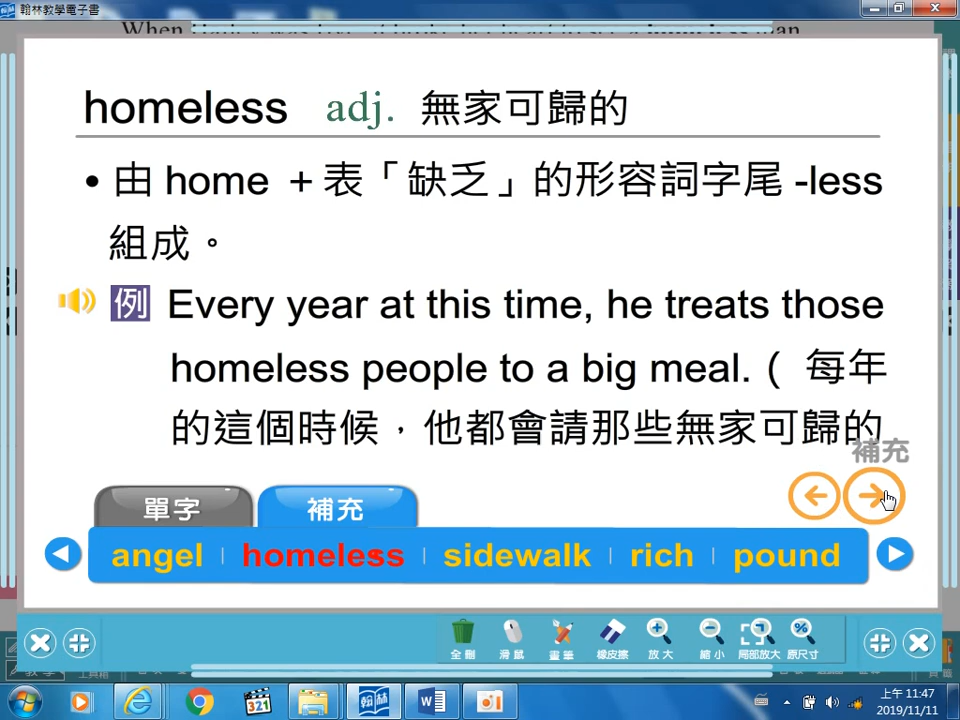 翰林教學電子書
When
homeless adj. 無家可歸的
• 由 home + 表「缺乏」的形容詞字尾 -less
組成。
例 Every year at this time, he treats those
homeless people to a big meal. ( 每年
的這個時候，他都會請那些無家可歸的
補充
單字 補充
angel homeless sidewalk rich pound
全刪 滑鼠 畫筆 橡皮擦 放大 縮小 局部放大 原尺寸
321 翰林
上午 11:47
2019/11/11